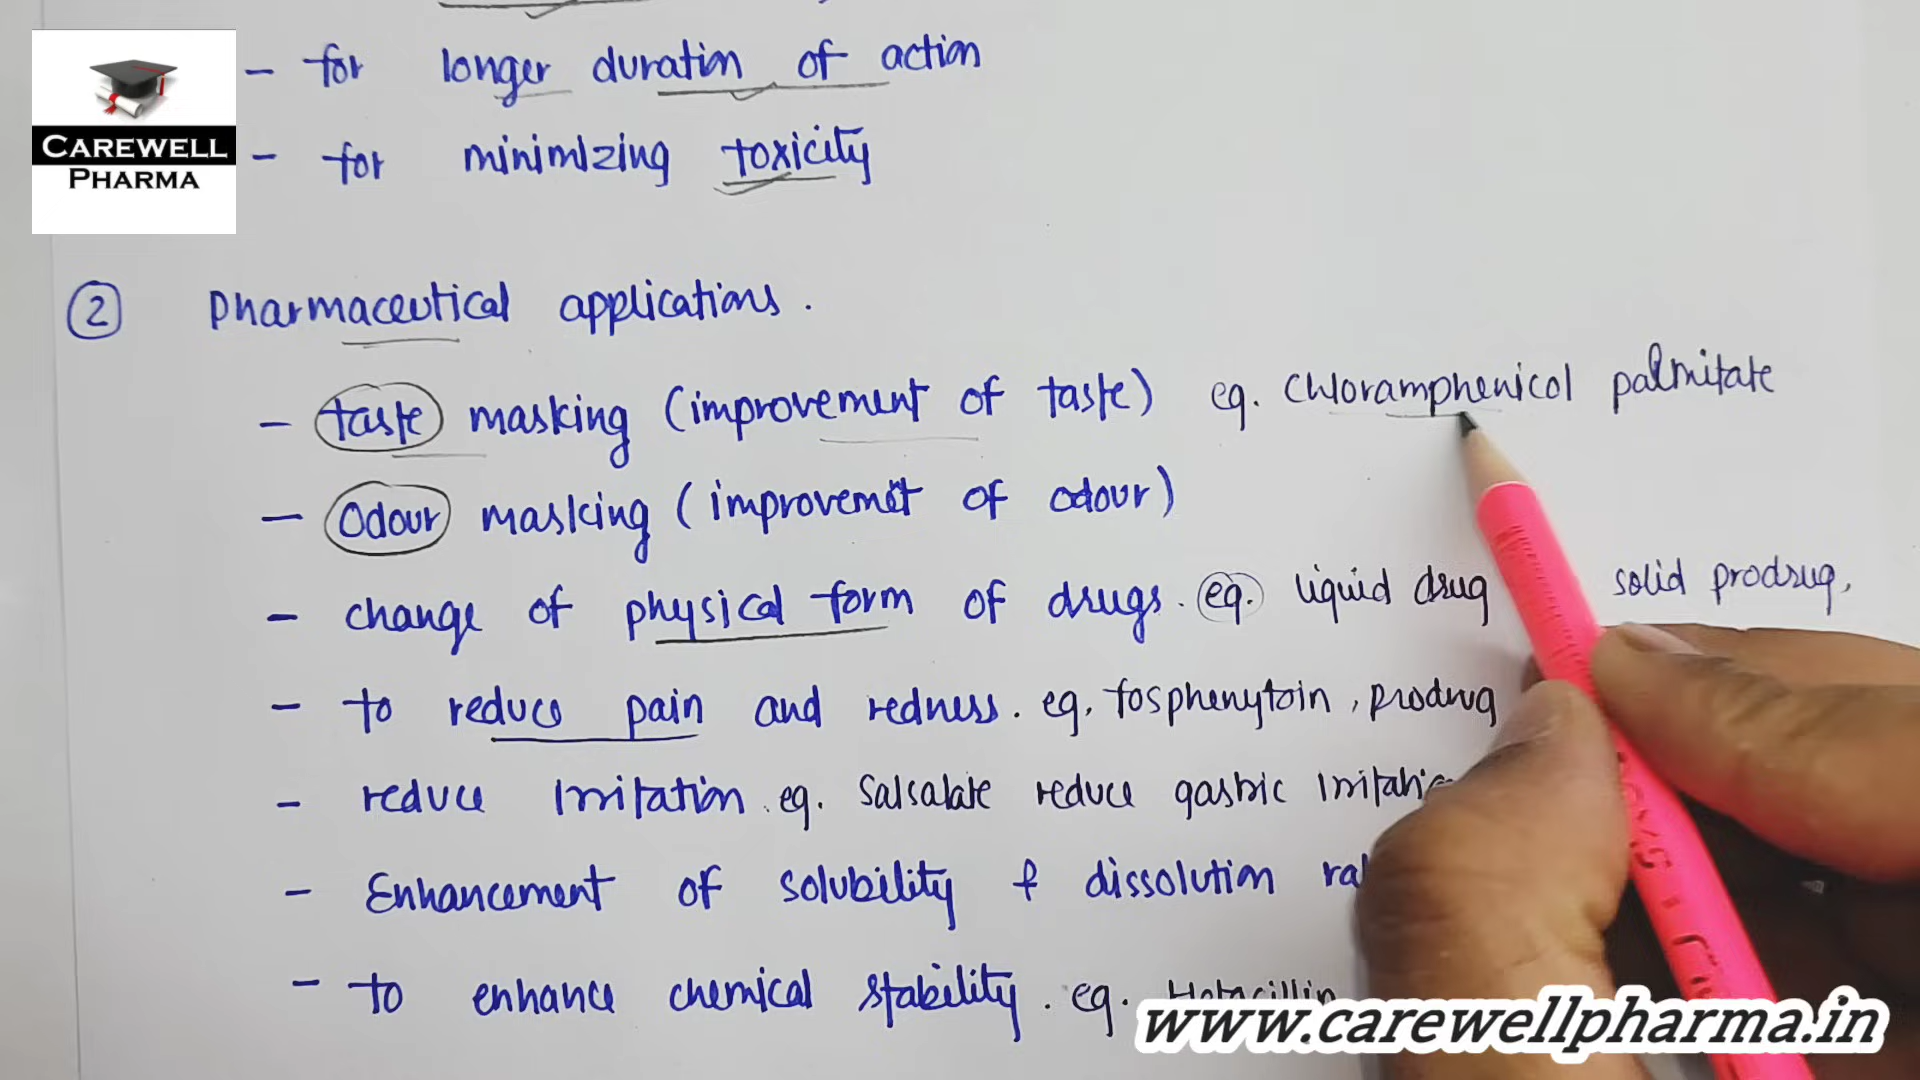 - for longer duration of action
CAREWELL
PHARMA
- for minimizing toxicity
② Pharmaceutical applications.
- taste masking (improvement of taste) eg. Chloramphenicol palmitate
- Odour masking (improvemet of odour)
- change of physical form of drugs. eg. liquid drug solid prodrug,
- to reduce pain and redness. eg. fosphenytoin, prodrug
- reduce irritation. eg. Salsalate reduce gastric irritation
- Enhancement of solubility & dissolution
- to enhance chemical stability. eg. Hetacillin
www.carewellpharma.in